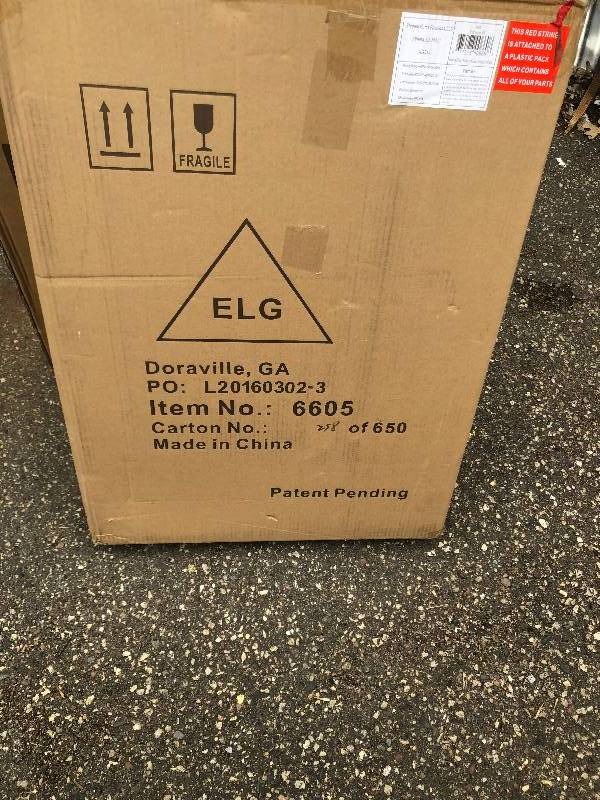 THIS RED STRING
IS ATTACHED TO
A PLASTIC PACK
WHICH CONTAINS
ALL OF YOUR PARTS
FRAGILE
ELG
Doraville, GA
PO: L20160302-3
Item No.: 6605
Carton No.: 258 of 650
Made in China
Patent Pending